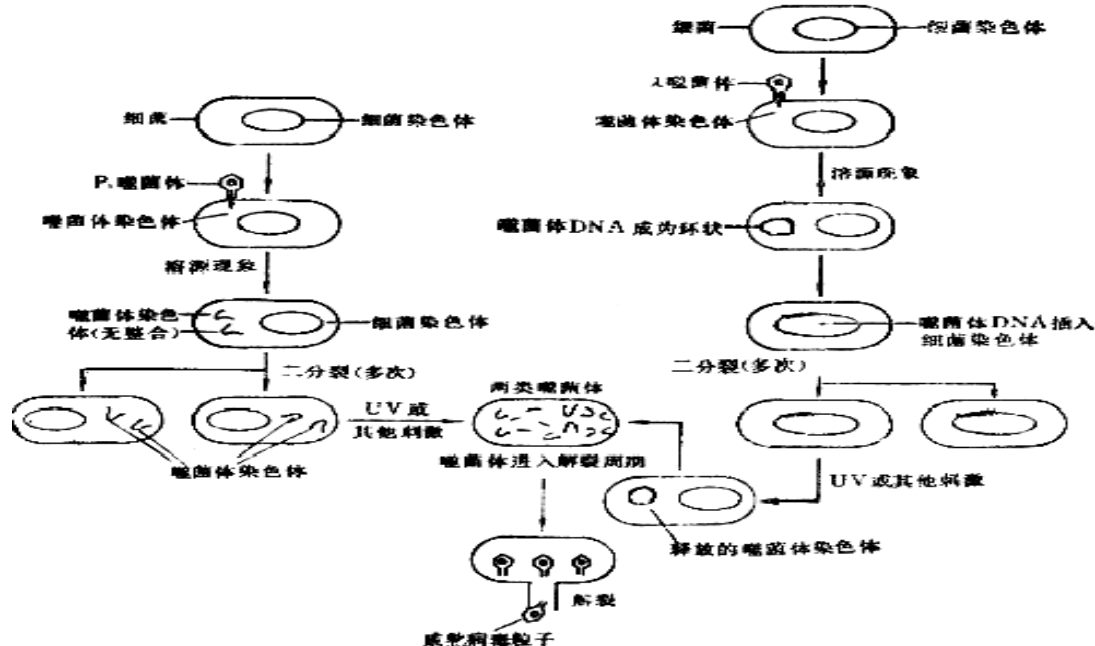 细菌
细菌染色体
λ噬菌体
噬菌体染色体
溶源现象
噬菌体DNA成为环状
噬菌体DNA插入
细菌染色体
二分裂(多次)
UV或其他刺激
释放的噬菌体染色体
细菌
细菌染色体
P₁噬菌体
噬菌体染色体
溶源现象
噬菌体染色
体(无整合)
细菌染色体
二分裂(多次)
噬菌体染色体
UV或
其他刺激
两类噬菌体
噬菌体进入解裂周期
解裂
成熟病毒粒子